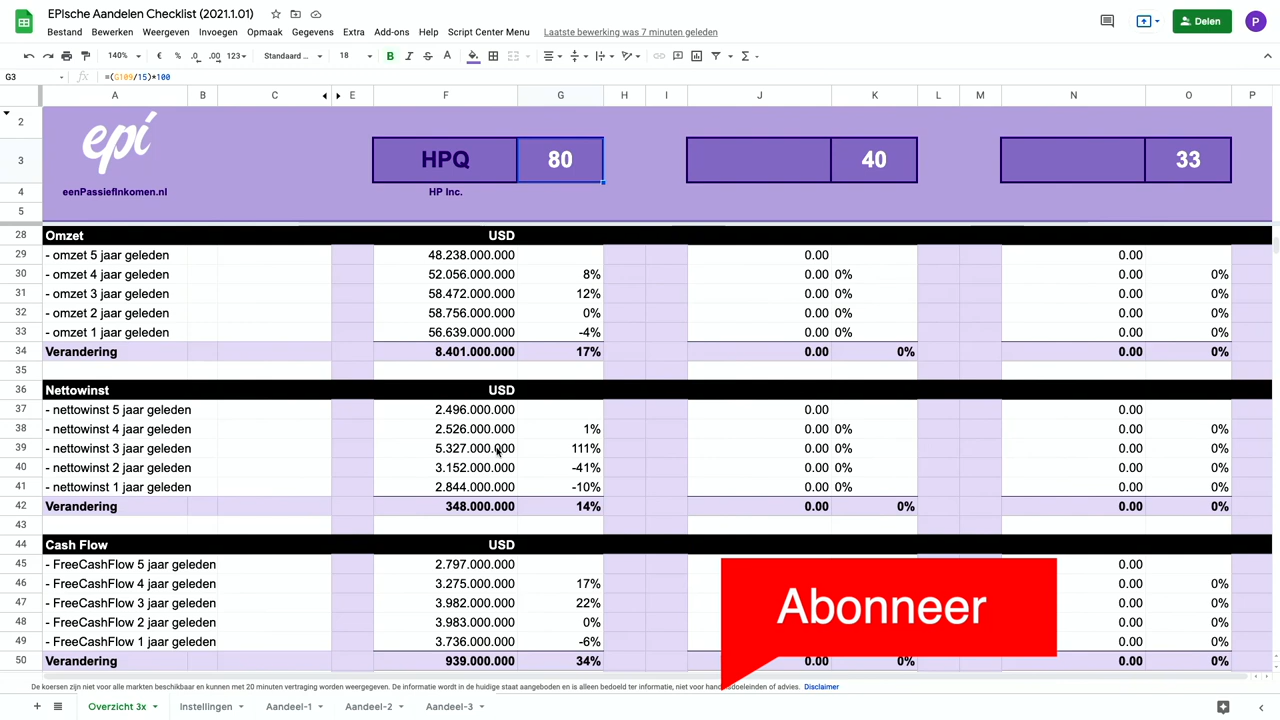 EPIsche Aandelen Checklist (2021.1.01)
Bestand Bewerken Weergeven Invoegen Opmaak Gegevens Extra Add-ons Help Script Center Menu Laatste bewerking was 7 minuten geleden
Delen P
140% € % .0 .00 123 Standaard ... 18 B I S A
G3 fx =(G109/15)*100
A B C E F G H I J K L M N O P
2 epi
3 HPQ 80 40 33
4 eenPassiefInkomen.nl HP Inc.
5
28 Omzet USD
29 - omzet 5 jaar geleden 48.238.000.000 0.00 0.00
30 - omzet 4 jaar geleden 52.056.000.000 8% 0.00 0% 0.00 0%
31 - omzet 3 jaar geleden 58.472.000.000 12% 0.00 0% 0.00 0%
32 - omzet 2 jaar geleden 58.756.000.000 0% 0.00 0% 0.00 0%
33 - omzet 1 jaar geleden 56.639.000.000 -4% 0.00 0% 0.00 0%
34 Verandering 8.401.000.000 17% 0.00 0% 0.00 0%
35
36 Nettowinst USD
37 - nettowinst 5 jaar geleden 2.496.000.000 0.00 0.00
38 - nettowinst 4 jaar geleden 2.526.000.000 1% 0.00 0% 0.00 0%
39 - nettowinst 3 jaar geleden 5.327.000.000 111% 0.00 0% 0.00 0%
40 - nettowinst 2 jaar geleden 3.152.000.000 -41% 0.00 0% 0.00 0%
41 - nettowinst 1 jaar geleden 2.844.000.000 -10% 0.00 0% 0.00 0%
42 Verandering 348.000.000 14% 0.00 0% 0.00 0%
43
44 Cash Flow USD
45 - FreeCashFlow 5 jaar geleden 2.797.000.000 0.00
46 - FreeCashFlow 4 jaar geleden 3.275.000.000 17% 0.00 0%
47 - FreeCashFlow 3 jaar geleden 3.982.000.000 22% 0.00 0%
48 - FreeCashFlow 2 jaar geleden 3.983.000.000 0% 0.00 0%
49 - FreeCashFlow 1 jaar geleden 3.736.000.000 -6% 0.00 0%
50 Verandering 939.000.000 34% 0.00 0% 0.00 0%
Abonneer
De koersen zijn niet voor alle markten beschikbaar en kunnen met 20 minuten vertraging worden weergegeven. De informatie wordt in de huidige staat aangeboden en is alleen bedoeld ter informatie, niet voor hand sdoeleinden of advies. Disclaimer
Overzicht 3x Instellingen Aandeel-1 Aandeel-2 Aandeel-3